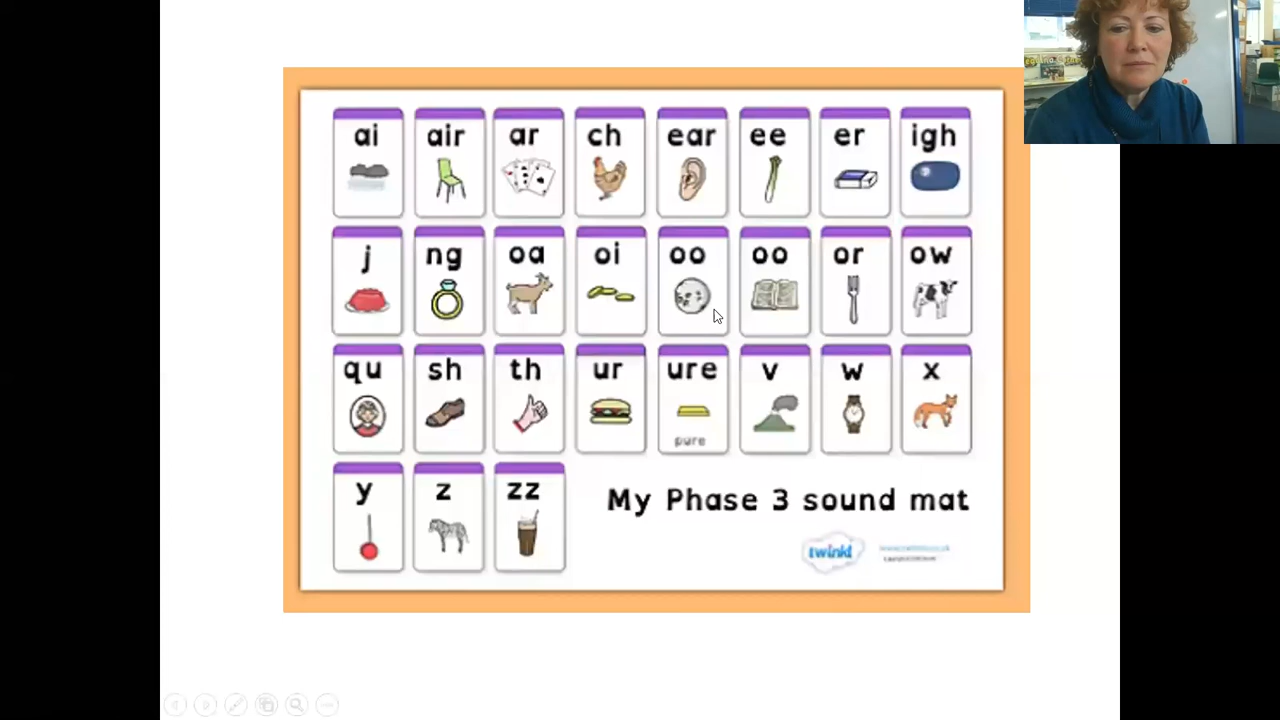 ai air ar ch ear ee er igh
j ng oa oi oo oo or ow
qu sh th ur ure v w x
pure
y z zz
My Phase 3 sound mat
twinkl